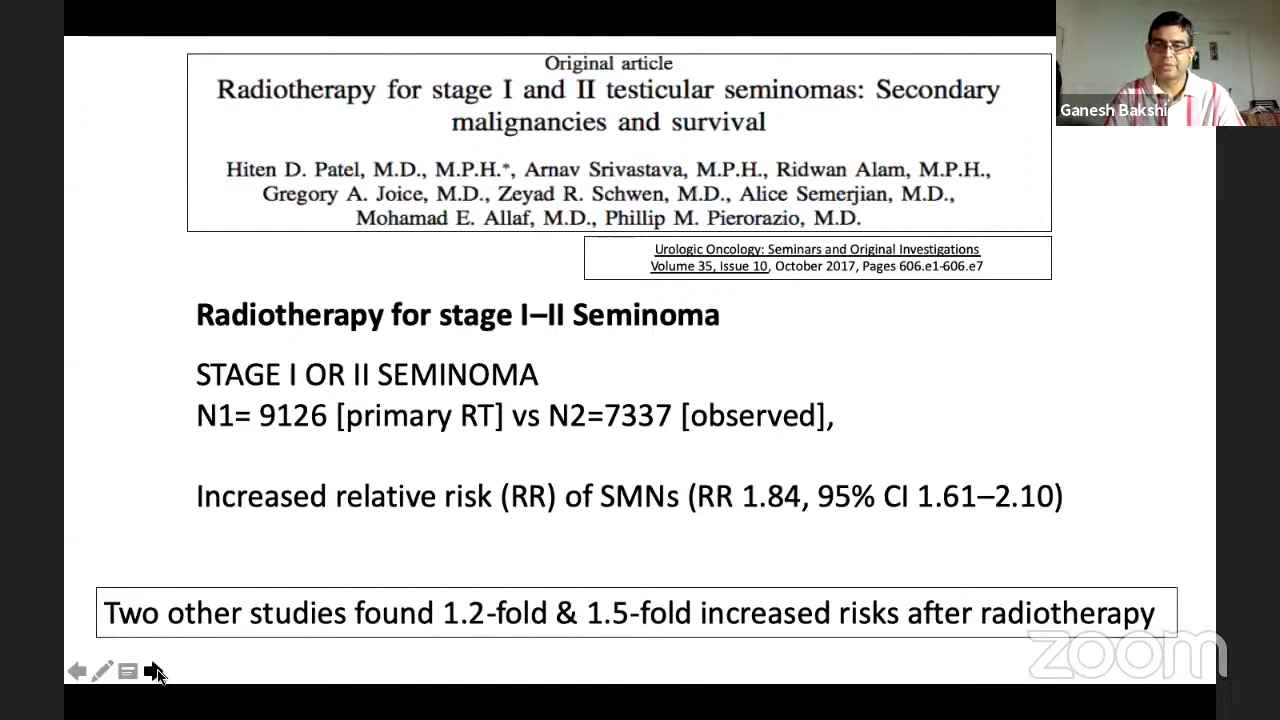 Original article
Radiotherapy for stage I and II testicular seminomas: Secondary
malignancies and survival
Hiten D. Patel, M.D., M.P.H.*, Arnav Srivastava, M.P.H., Ridwan Alam, M.P.H.,
Gregory A. Joice, M.D., Zeyad R. Schwen, M.D., Alice Semerjian, M.D.,
Mohamad E. Allaf, M.D., Phillip M. Pierorazio, M.D.
Ganesh Bakshi
Urologic Oncology: Seminars and Original Investigations
Volume 35, Issue 10, October 2017, Pages 606.e1-606.e7
Radiotherapy for stage I–II Seminoma
STAGE I OR II SEMINOMA
N1= 9126 [primary RT] vs N2=7337 [observed],
Increased relative risk (RR) of SMNs (RR 1.84, 95% CI 1.61–2.10)
Two other studies found 1.2-fold & 1.5-fold increased risks after radiotherapy
zoom